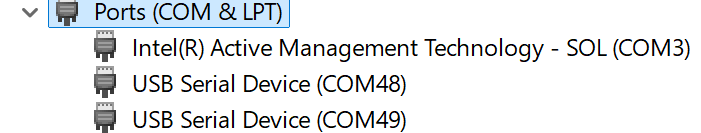 Ports (COM & LPT)
Intel(R) Active Management Technology - SOL (COM3)
USB Serial Device (COM48)
USB Serial Device (COM49)